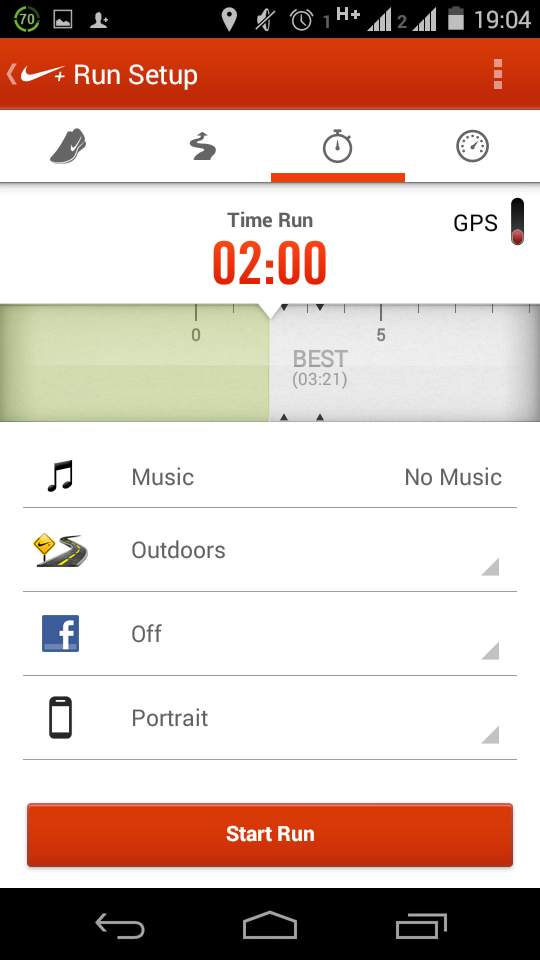 70 1 H+ 2 19:04
+ Run Setup
Time Run
GPS
02:00
0 5
BEST
(03:21)
Music No Music
Outdoors
f Off
Portrait
Start Run